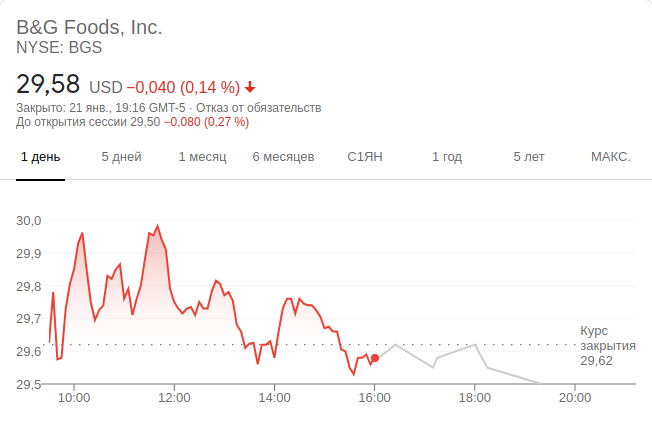 B&G Foods, Inc.
NYSE: BGS
29,58 USD −0,040 (0,14 %)
Закрыто: 21 янв., 19:16 GMT-5 · Отказ от обязательств
До открытия сессии 29,50 −0,080 (0,27 %)
1 день 5 дней 1 месяц 6 месяцев С1ЯН 1 год 5 лет МАКС.
30,0
29,9
29,8
29,7
29,6
29,5
Курс
закрытия
29,62
10:00 12:00 14:00 16:00 18:00 20:00